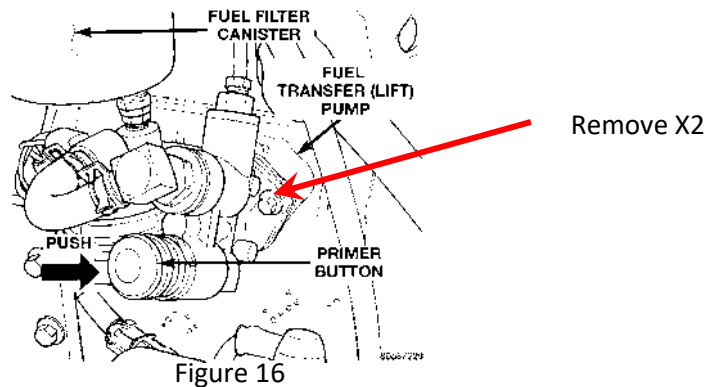 FUEL FILTER
CANISTER
FUEL
TRANSFER (LIFT)
PUMP
Remove X2
PUSH
PRIMER
BUTTON
Figure 16